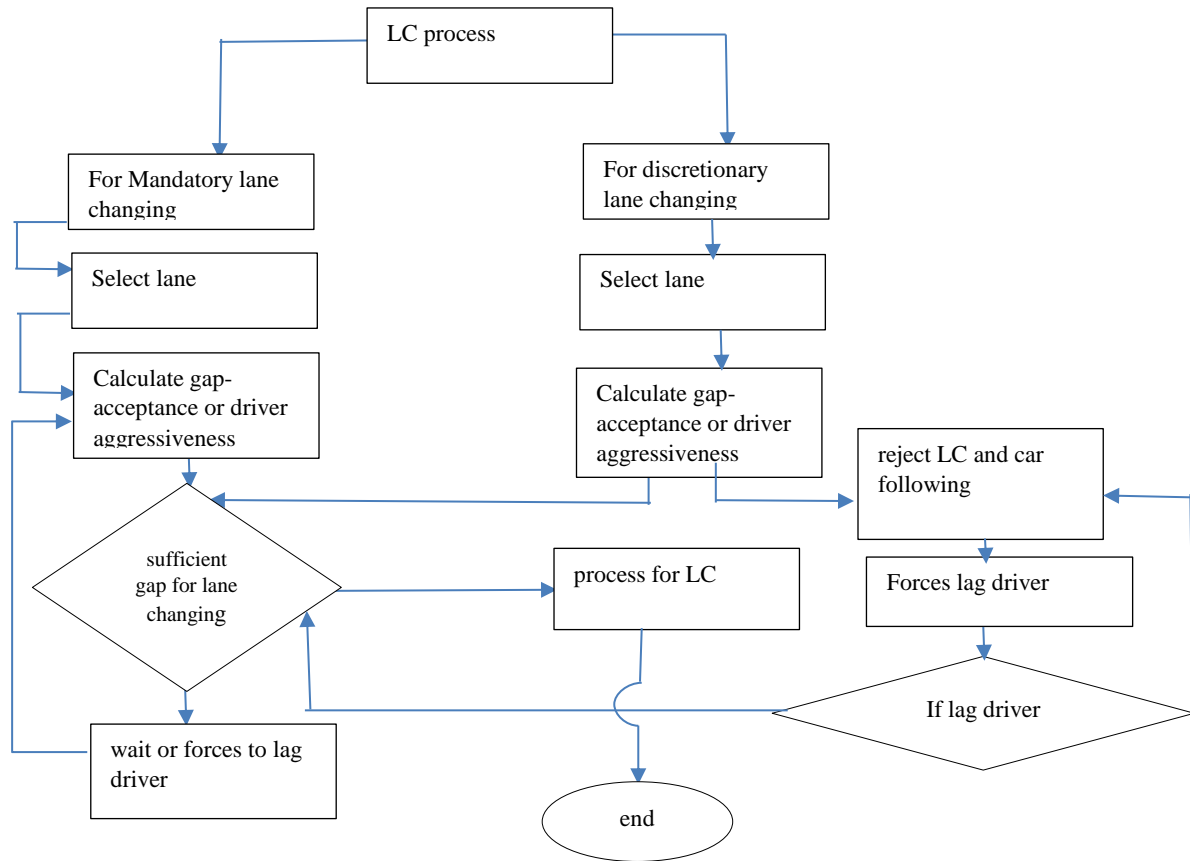 LC process
For Mandatory lane
changing
For discretionary
lane changing
Select lane
Select lane
Calculate gap-
acceptance or driver
aggressiveness
Calculate gap-
acceptance or driver
aggressiveness
reject LC and car
following
sufficient
gap for lane
changing
process for LC
Forces lag driver
If lag driver
wait or forces to lag
driver
end